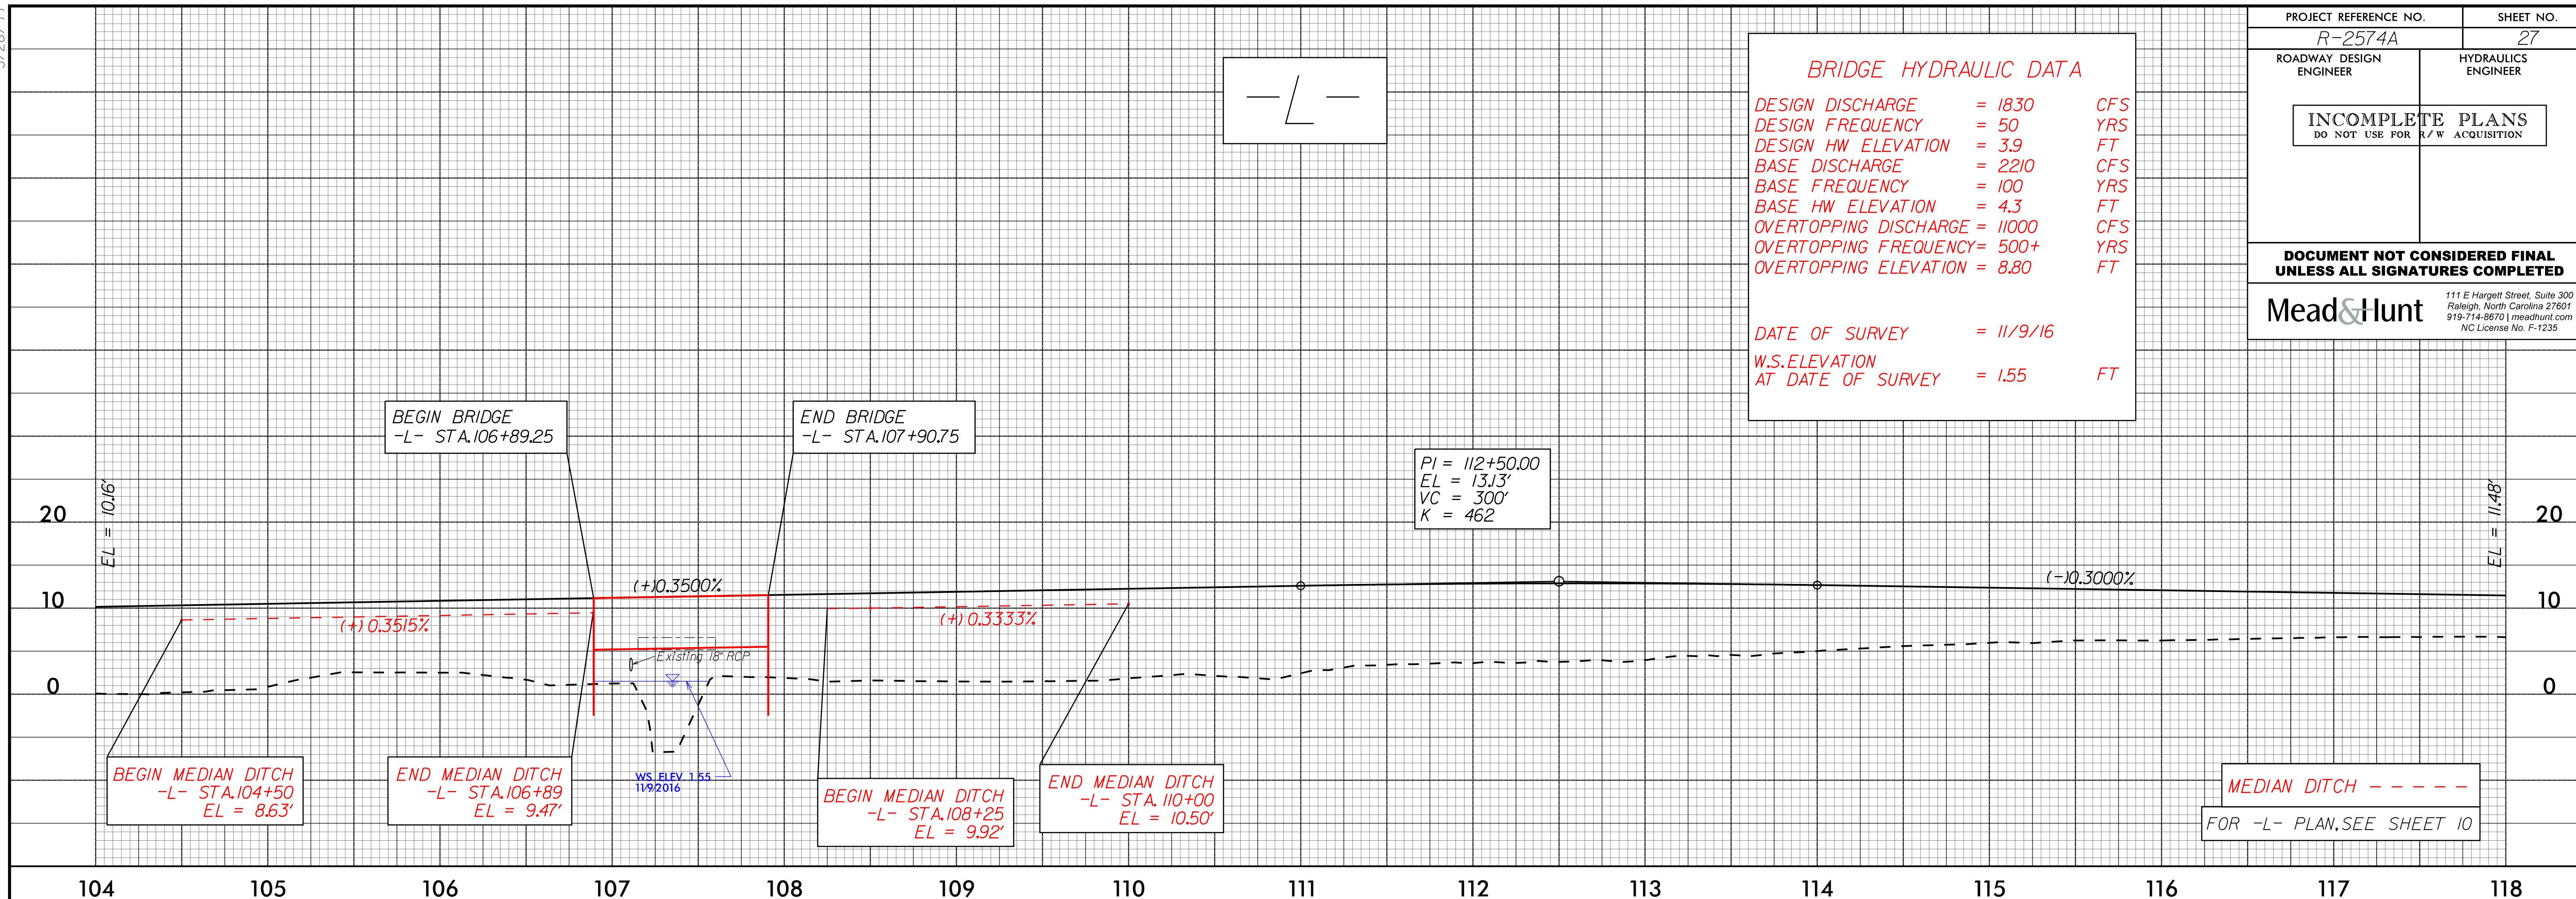 PROJECT REFERENCE NO.
SHEET NO.
R-2574A
27
ROADWAY DESIGN
ENGINEER
HYDRAULICS
ENGINEER
INCOMPLETE PLANS
DO NOT USE FOR R/W ACQUISITION
DOCUMENT NOT CONSIDERED FINAL
UNLESS ALL SIGNATURES COMPLETED
Mead&Hunt
111 E Hargett Street, Suite 300
Raleigh, North Carolina 27601
919-714-8670 | madhunt.com
NC License No. F-1235
-L-
BRIDGE HYDRAULIC DATA
DESIGN DISCHARGE = 1830 CFS
DESIGN FREQUENCY = 50 YRS
DESIGN HW ELEVATION = 3.9 FT
BASE DISCHARGE = 2210 CFS
BASE FREQUENCY = 100 YRS
BASE HW ELEVATION = 4.3 FT
OVERTOPPING DISCHARGE = 11000 CFS
OVERTOPPING FREQUENCY= 500+ YRS
OVERTOPPING ELEVATION = 8.80 FT
DATE OF SURVEY = 11/9/16
W.S.ELEVATION
AT DATE OF SURVEY = 1.55 FT
BEGIN BRIDGE
-L- STA.106+89.25
END BRIDGE
-L- STA.107+90.75
PI = 112+50.00
EL = 13.13'
VC = 300'
K = 462
EL = 10.16'
EL = 11.48'
20
20
10
10
0
0
(+)0.3500%
(-)0.3000%
(+) 0.3515%
(+) 0.3333%
Existing 18" RCP
WS. ELEV. 1.55
11/9/2016
BEGIN MEDIAN DITCH
-L- STA.104+50
EL = 8.63'
END MEDIAN DITCH
-L- STA.106+89
EL = 9.47'
BEGIN MEDIAN DITCH
-L- STA.108+25
EL = 9.92'
END MEDIAN DITCH
-L- STA. 110+00
EL = 10.50'
MEDIAN DITCH
FOR -L- PLAN,SEE SHEET 10
104 105 106 107 108 109 110 111 112 113 114 115 116 117 118